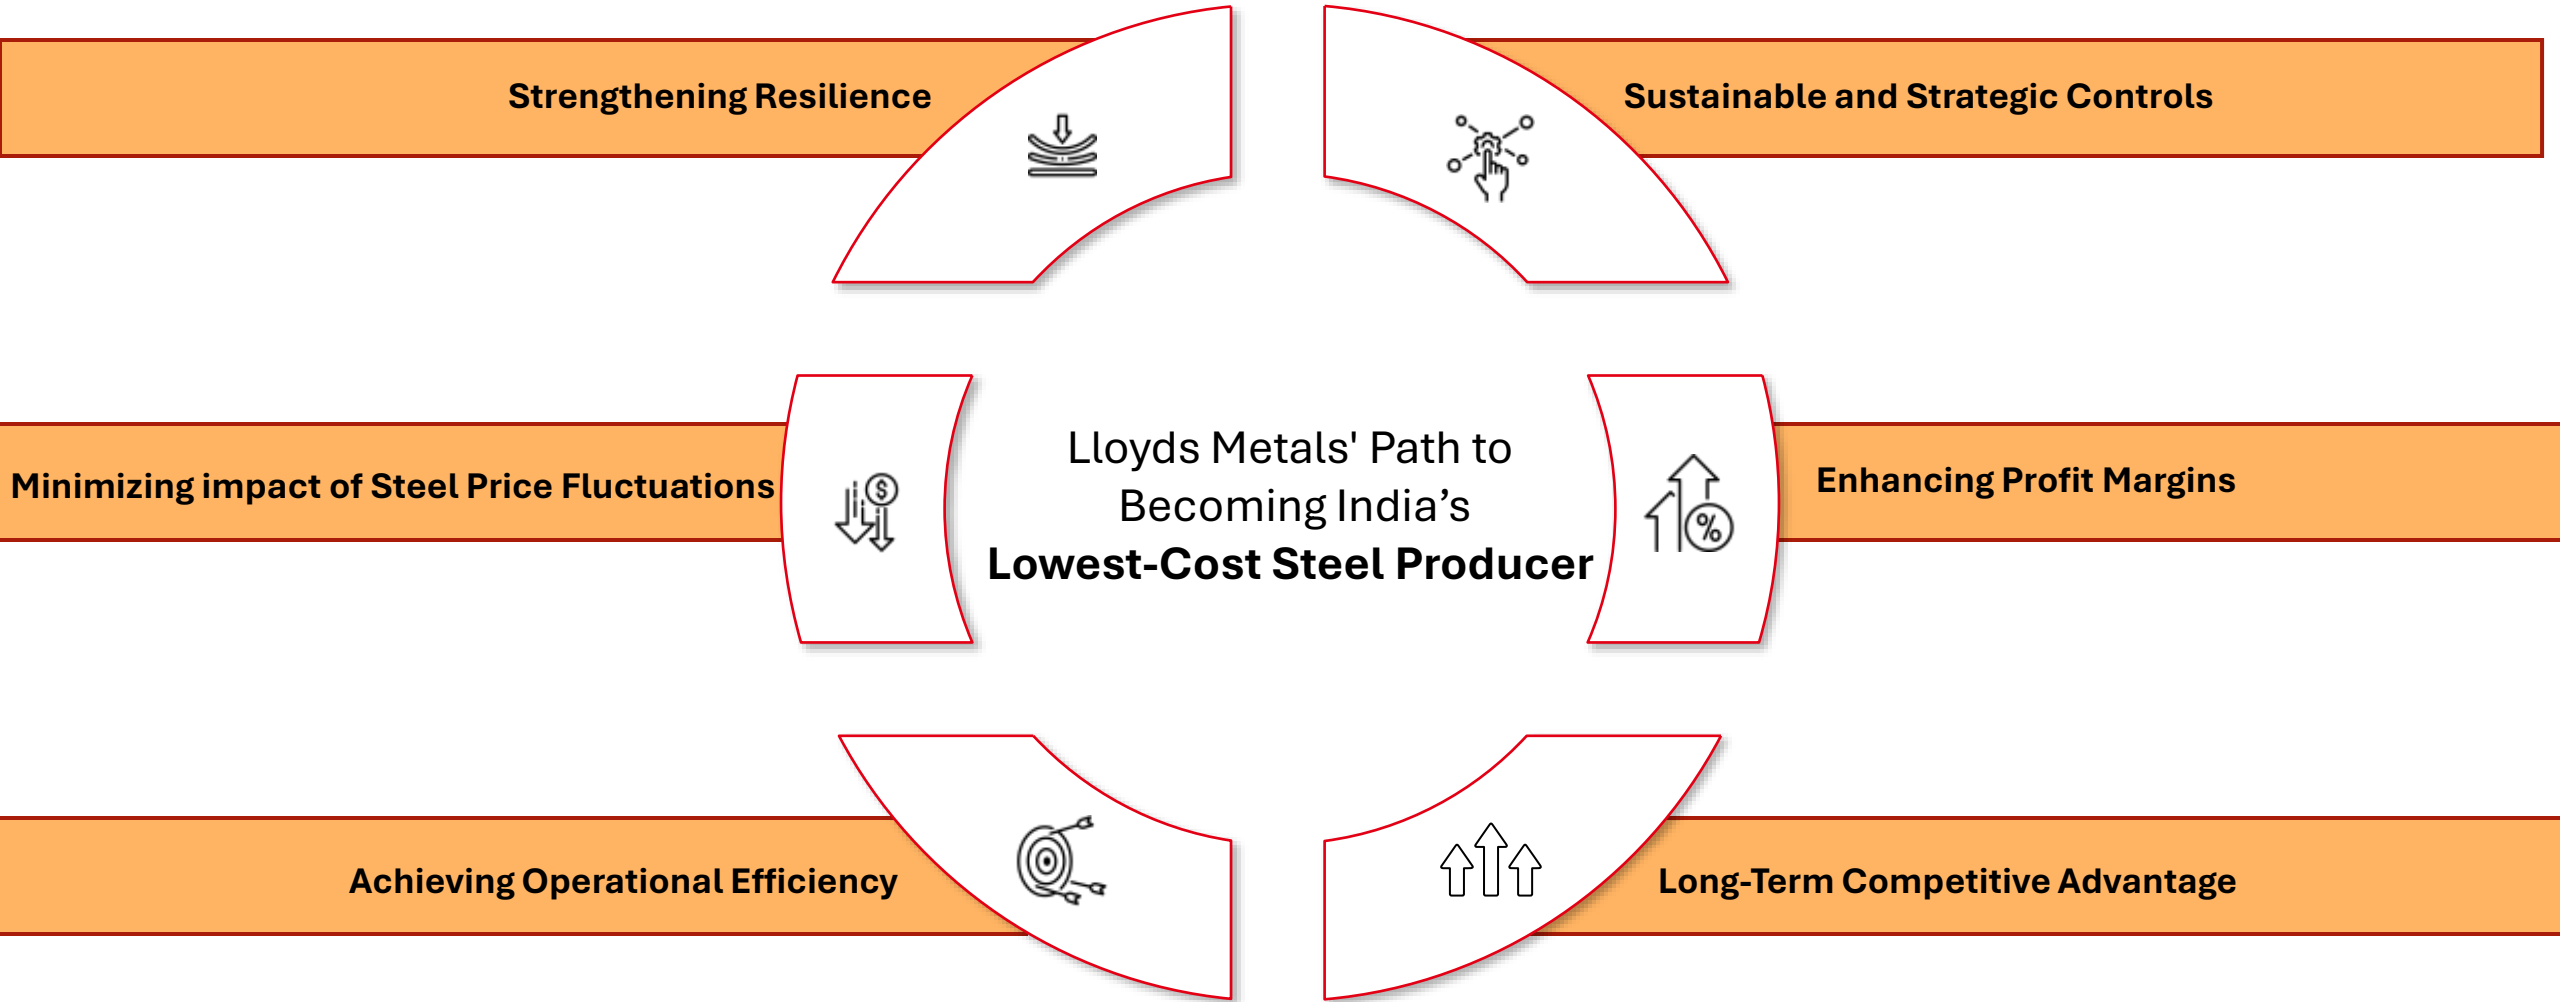 Strengthening Resilience
Sustainable and Strategic Controls
Minimizing impact of Steel Price Fluctuations
Lloyds Metals' Path to
Becoming India’s
Lowest-Cost Steel Producer
Enhancing Profit Margins
Achieving Operational Efficiency
Long-Term Competitive Advantage
$
%